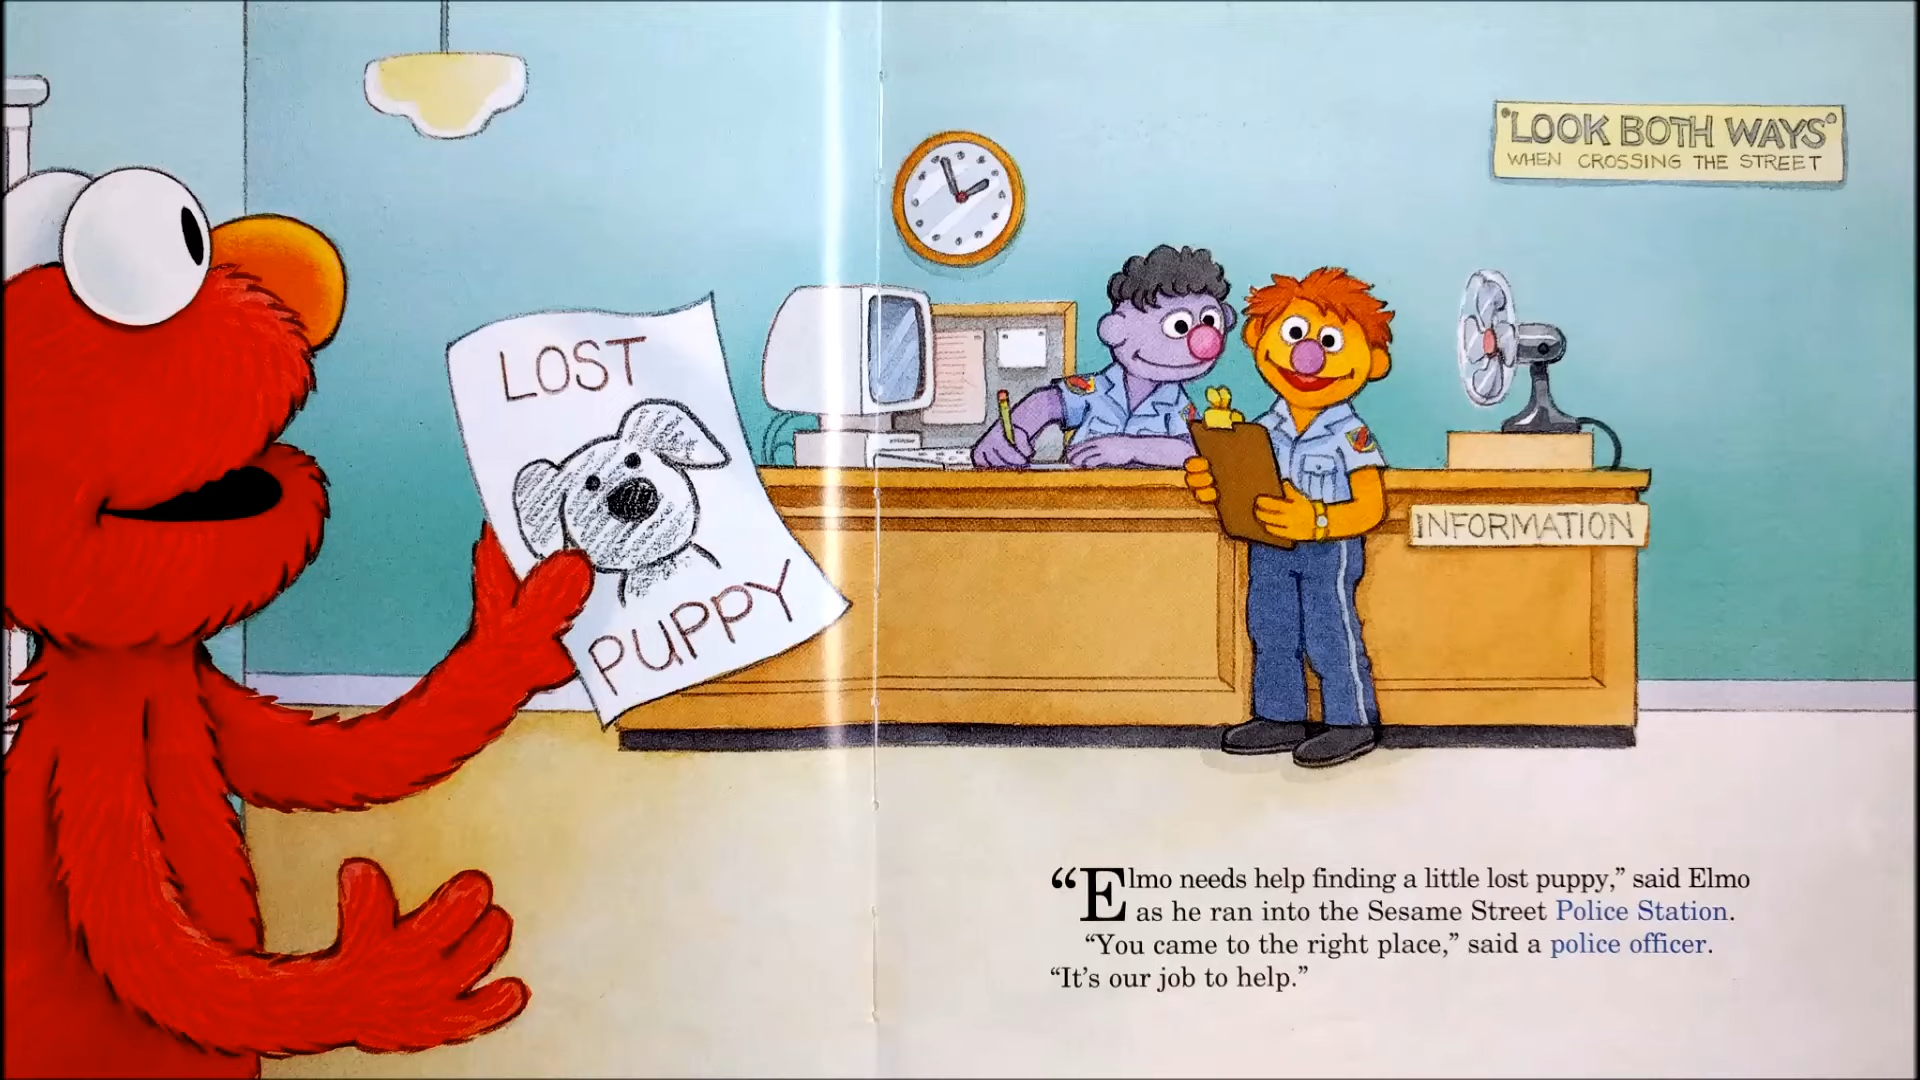 LOST
PUPPY
LOOK BOTH WAYS
WHEN CROSSING THE STREET
INFORMATION
“Elmo needs help finding a little lost puppy,” said Elmo
as he ran into the Sesame Street Police Station.
“You came to the right place,” said a police officer.
“It’s our job to help.”